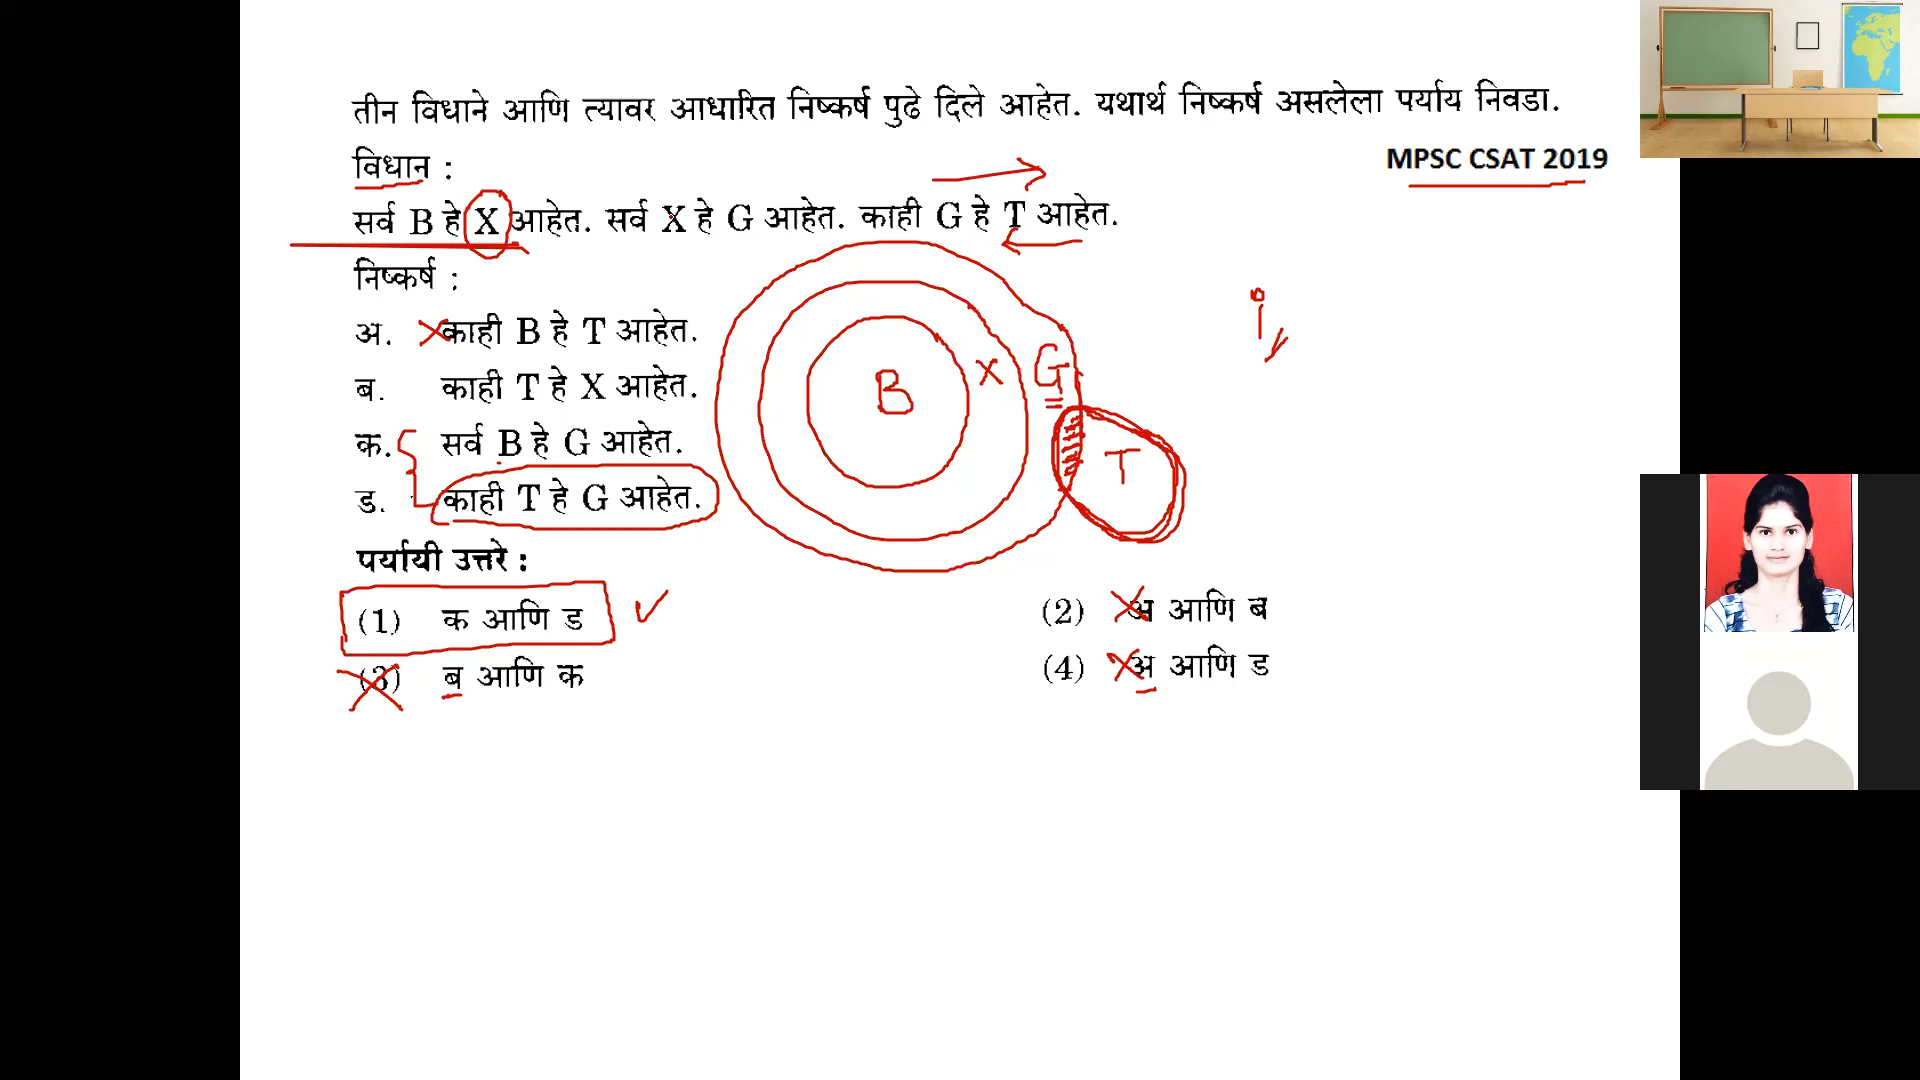 तीन विधाने आणि त्यावर आधारित निष्कर्ष पुढे दिले आहेत. यथार्थ निष्कर्ष असलेला पर्याय निवडा.
विधान :
MPSC CSAT 2019
सर्व B हे X आहेत. सर्व X हे G आहेत. काही G हे T आहेत.
निष्कर्ष :
अ. काही B हे T आहेत.
ब. काही T हे X आहेत.
क. सर्व B हे G आहेत.
ड. काही T हे G आहेत.
B X G
T
पर्यायी उत्तरे :
(1) क आणि ड (2) अ आणि ब
(3) ब आणि क (4) अ आणि ड